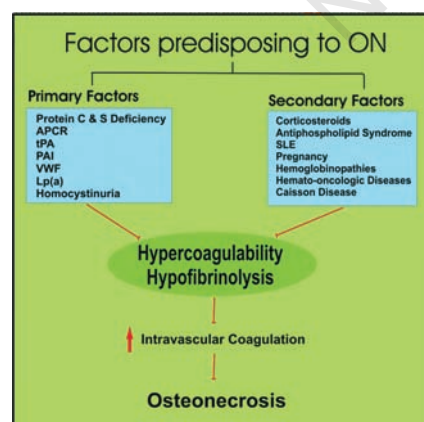 Factors predisposing to ON
Primary Factors
Protein C & S Deficiency
APCR
tPA
PAI
VWF
Lp(a)
Homocystinuria
Secondary Factors
Corticosteroids
Antiphospholipid Syndrome
SLE
Pregnancy
Hemoglobinopathies
Hemato-oncologic Diseases
Caisson Disease
Hypercoagulability
Hypofibrinolysis
Intravascular Coagulation
Osteonecrosis